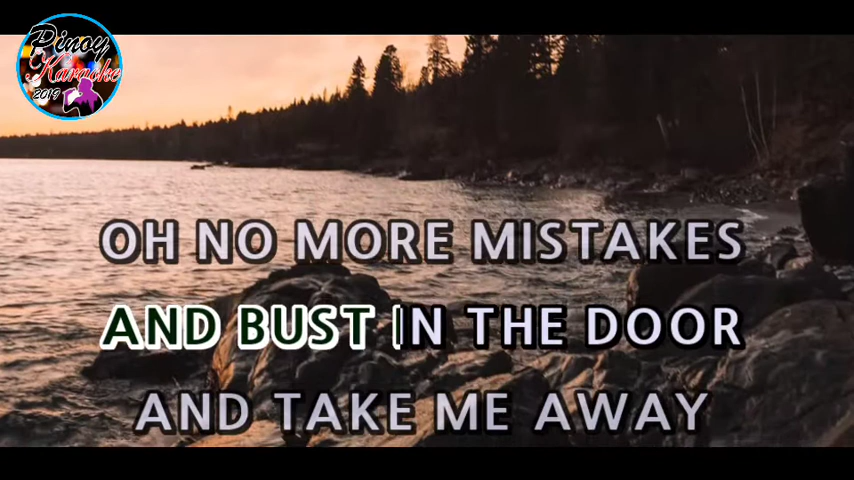 Pinoy
Karaoke
2019
OH NO MORE MISTAKES
AND BUST IN THE DOOR
AND TAKE ME AWAY